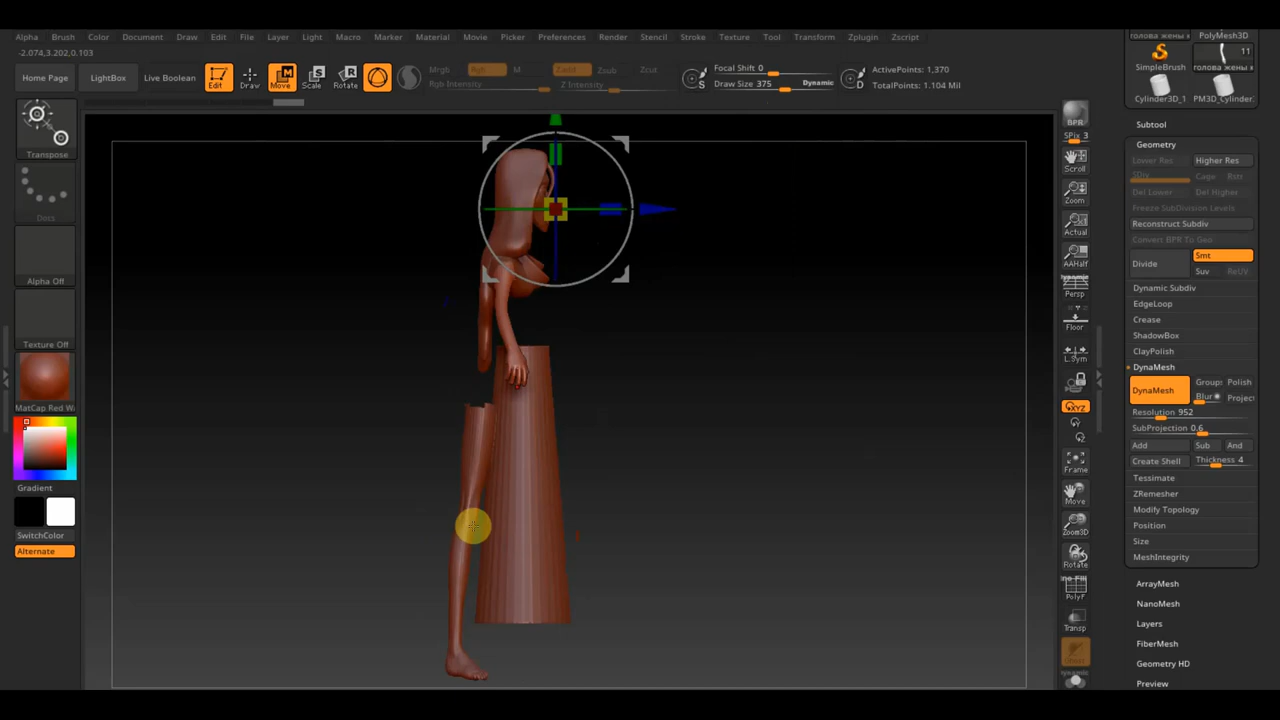 Alpha Brush Color Document Draw Edit File Layer Light Macro Marker Material Movie Picker Preferences Render Stencil Stroke Texture Tool Transform Zplugin Zscript
-2.074,3.202,0.103
Home Page LightBox Live Boolean Edit Draw Move Scale Rotate
Mrgb Rgb M Zadd Zsub Zcut
Rgb Intensity Z Intensity
Focal Shift 0
Draw Size 375 Dynamic
ActivePoints: 1,370
TotalPoints: 1.104 Mil
Transpose
Dots
Alpha Off
Texture Off
MatCap Red W
Gradient
SwitchColor
Alternate
BPR
SPix 3
Scroll
Zoom
Actual
AAHalf
Dynamic
Persp
Floor
L.Sym
XYZ
Frame
Move
Zoom3D
Rotate
PolyF
Transp
Dynamic
голова жены PolyMesh3D
11
SimpleBrush голова жены
Cylinder3D_1 PM3D_Cylinder
Subtool
Geometry
Lower Res Higher Res
SDiv Cage Rstr
Del Lower Del Higher
Freeze SubDivision Levels
Reconstruct Subdiv
Convert BPR To Geo
Divide Smt
Suv ReUV
Dynamic Subdiv
EdgeLoop
Crease
ShadowBox
ClayPolish
DynaMesh
DynaMesh Group Polish
Blur Project
Resolution 952
SubProjection 0.6
Add Sub And
Create Shell Thickness 4
Tessimate
ZRemesher
Modify Topology
Position
Size
MeshIntegrity
ArrayMesh
NanoMesh
Layers
FiberMesh
Geometry HD
Preview